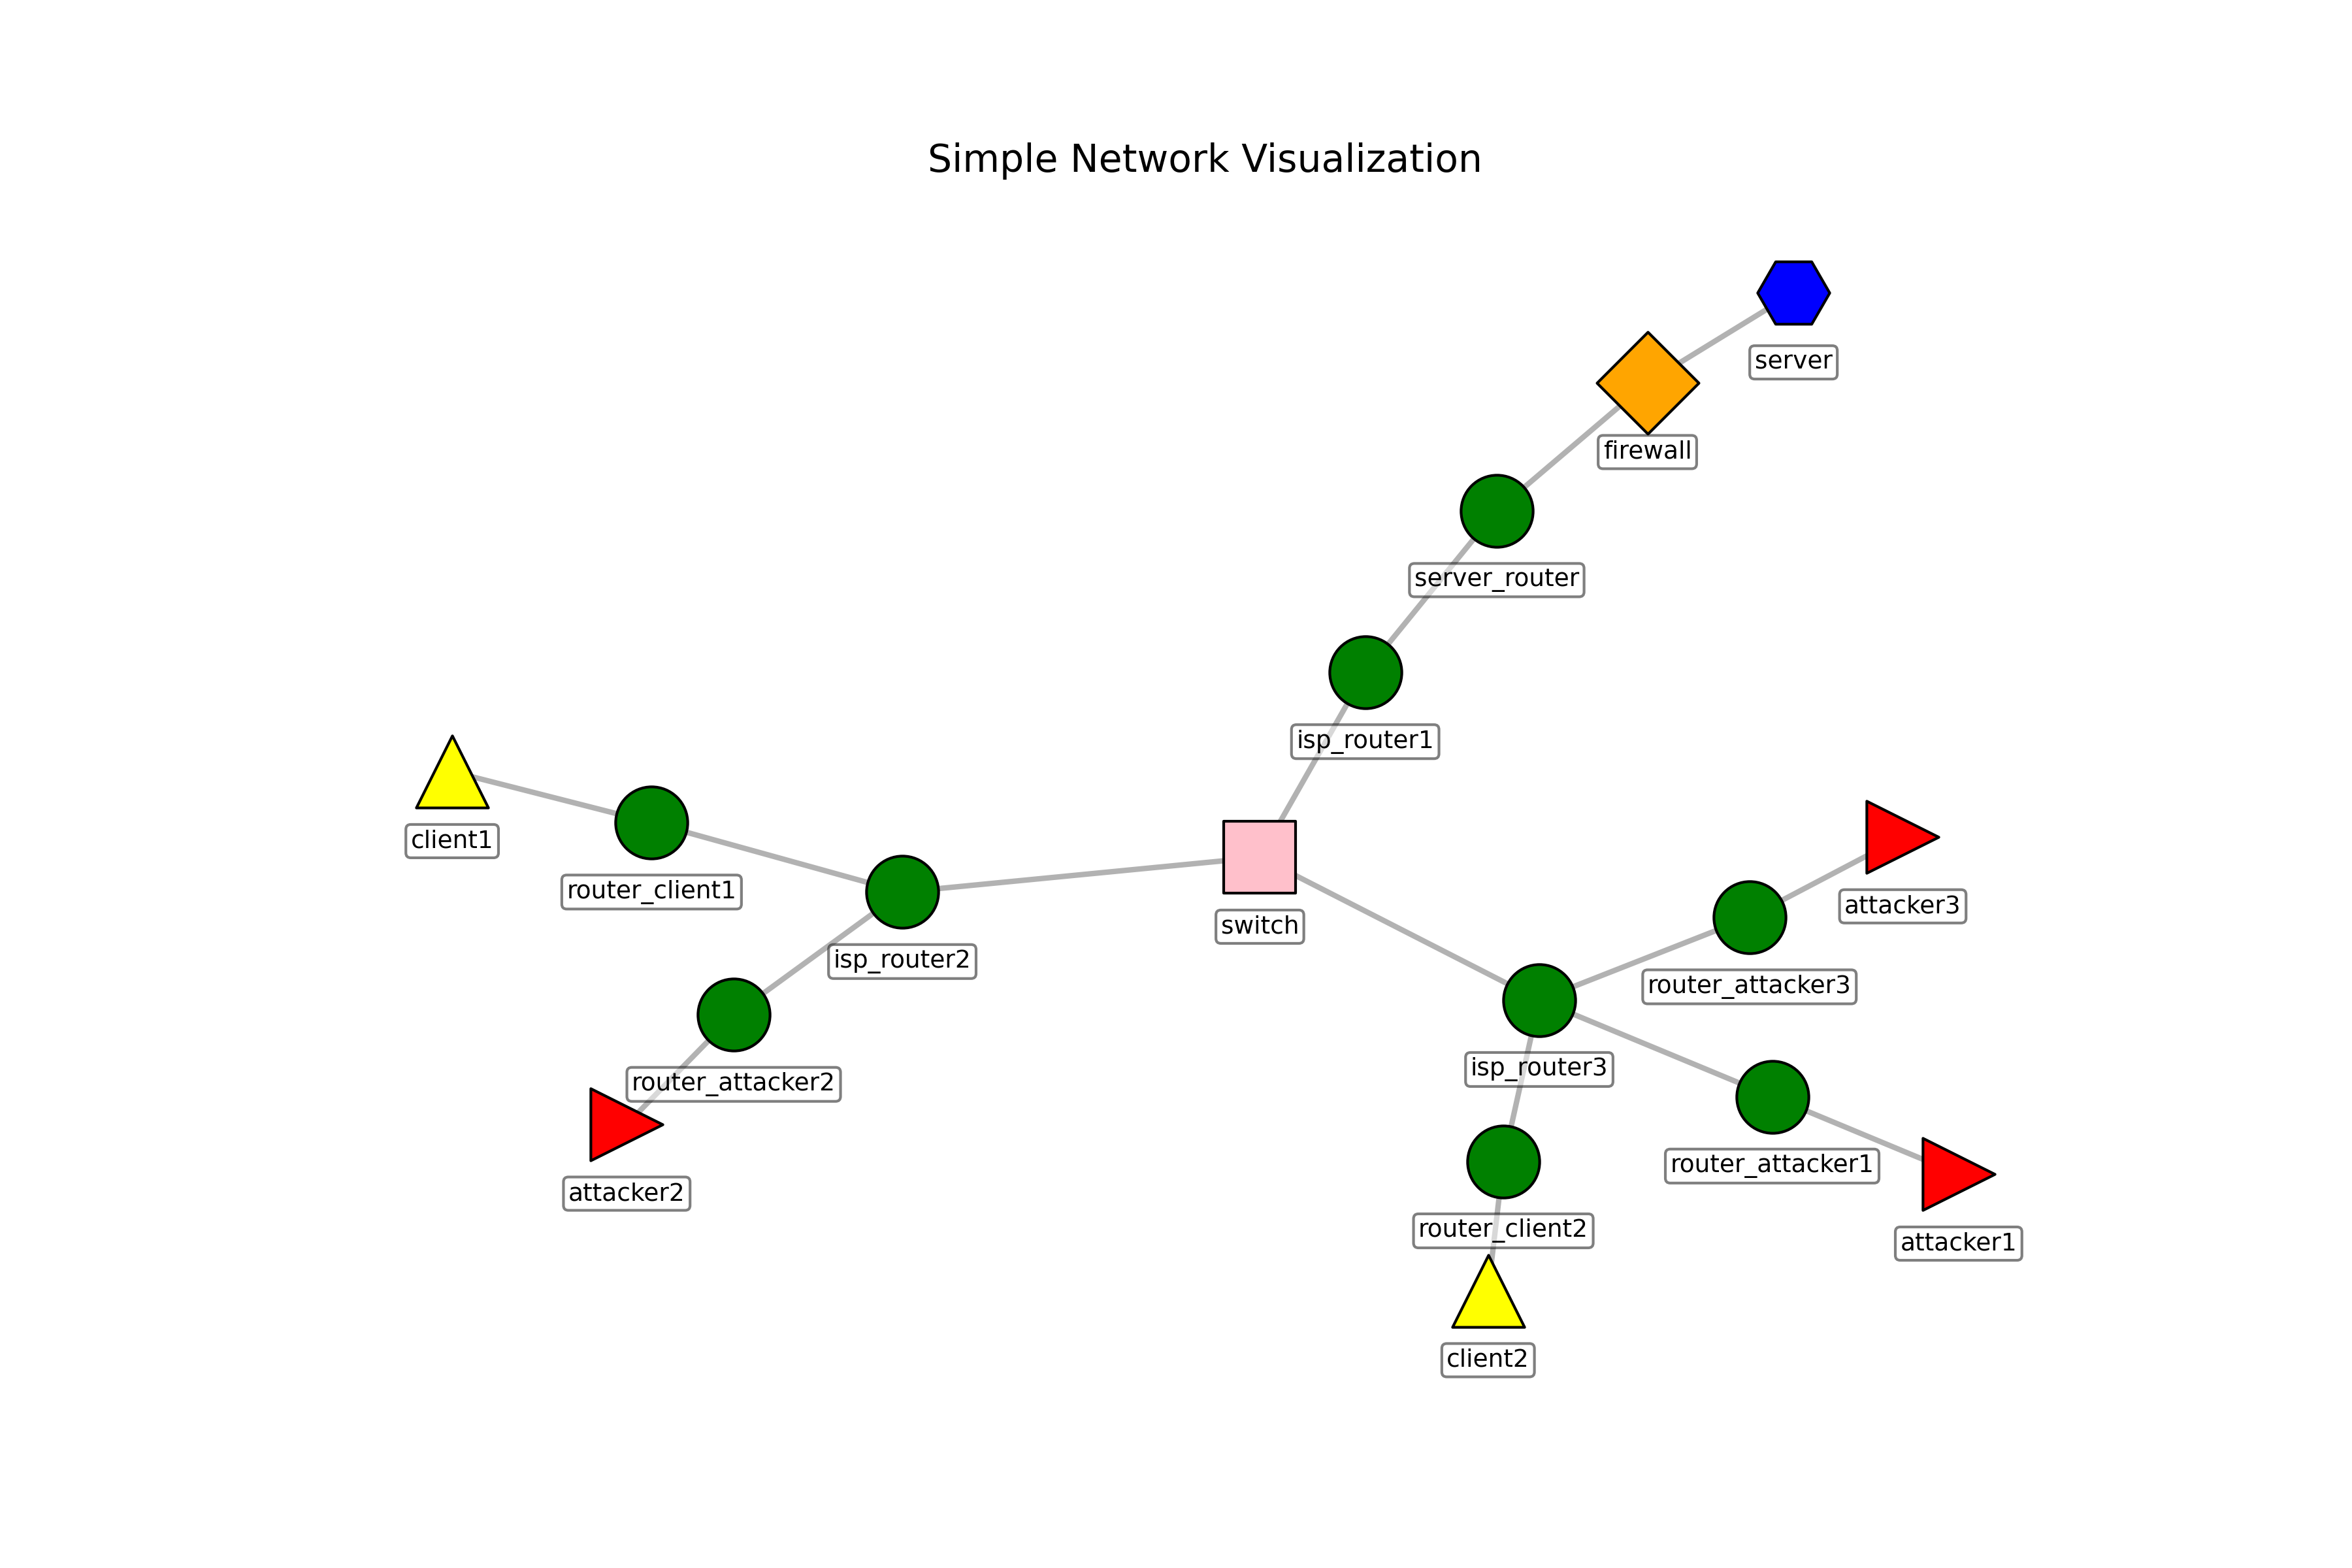 Simple Network Visualization
server
firewall
server_router
isp_router1
client1
router_client1
attacker3
switch
isp_router2
router_attacker3
isp_router3
router_attacker2
router_attacker1
attacker2
router_client2
attacker1
client2